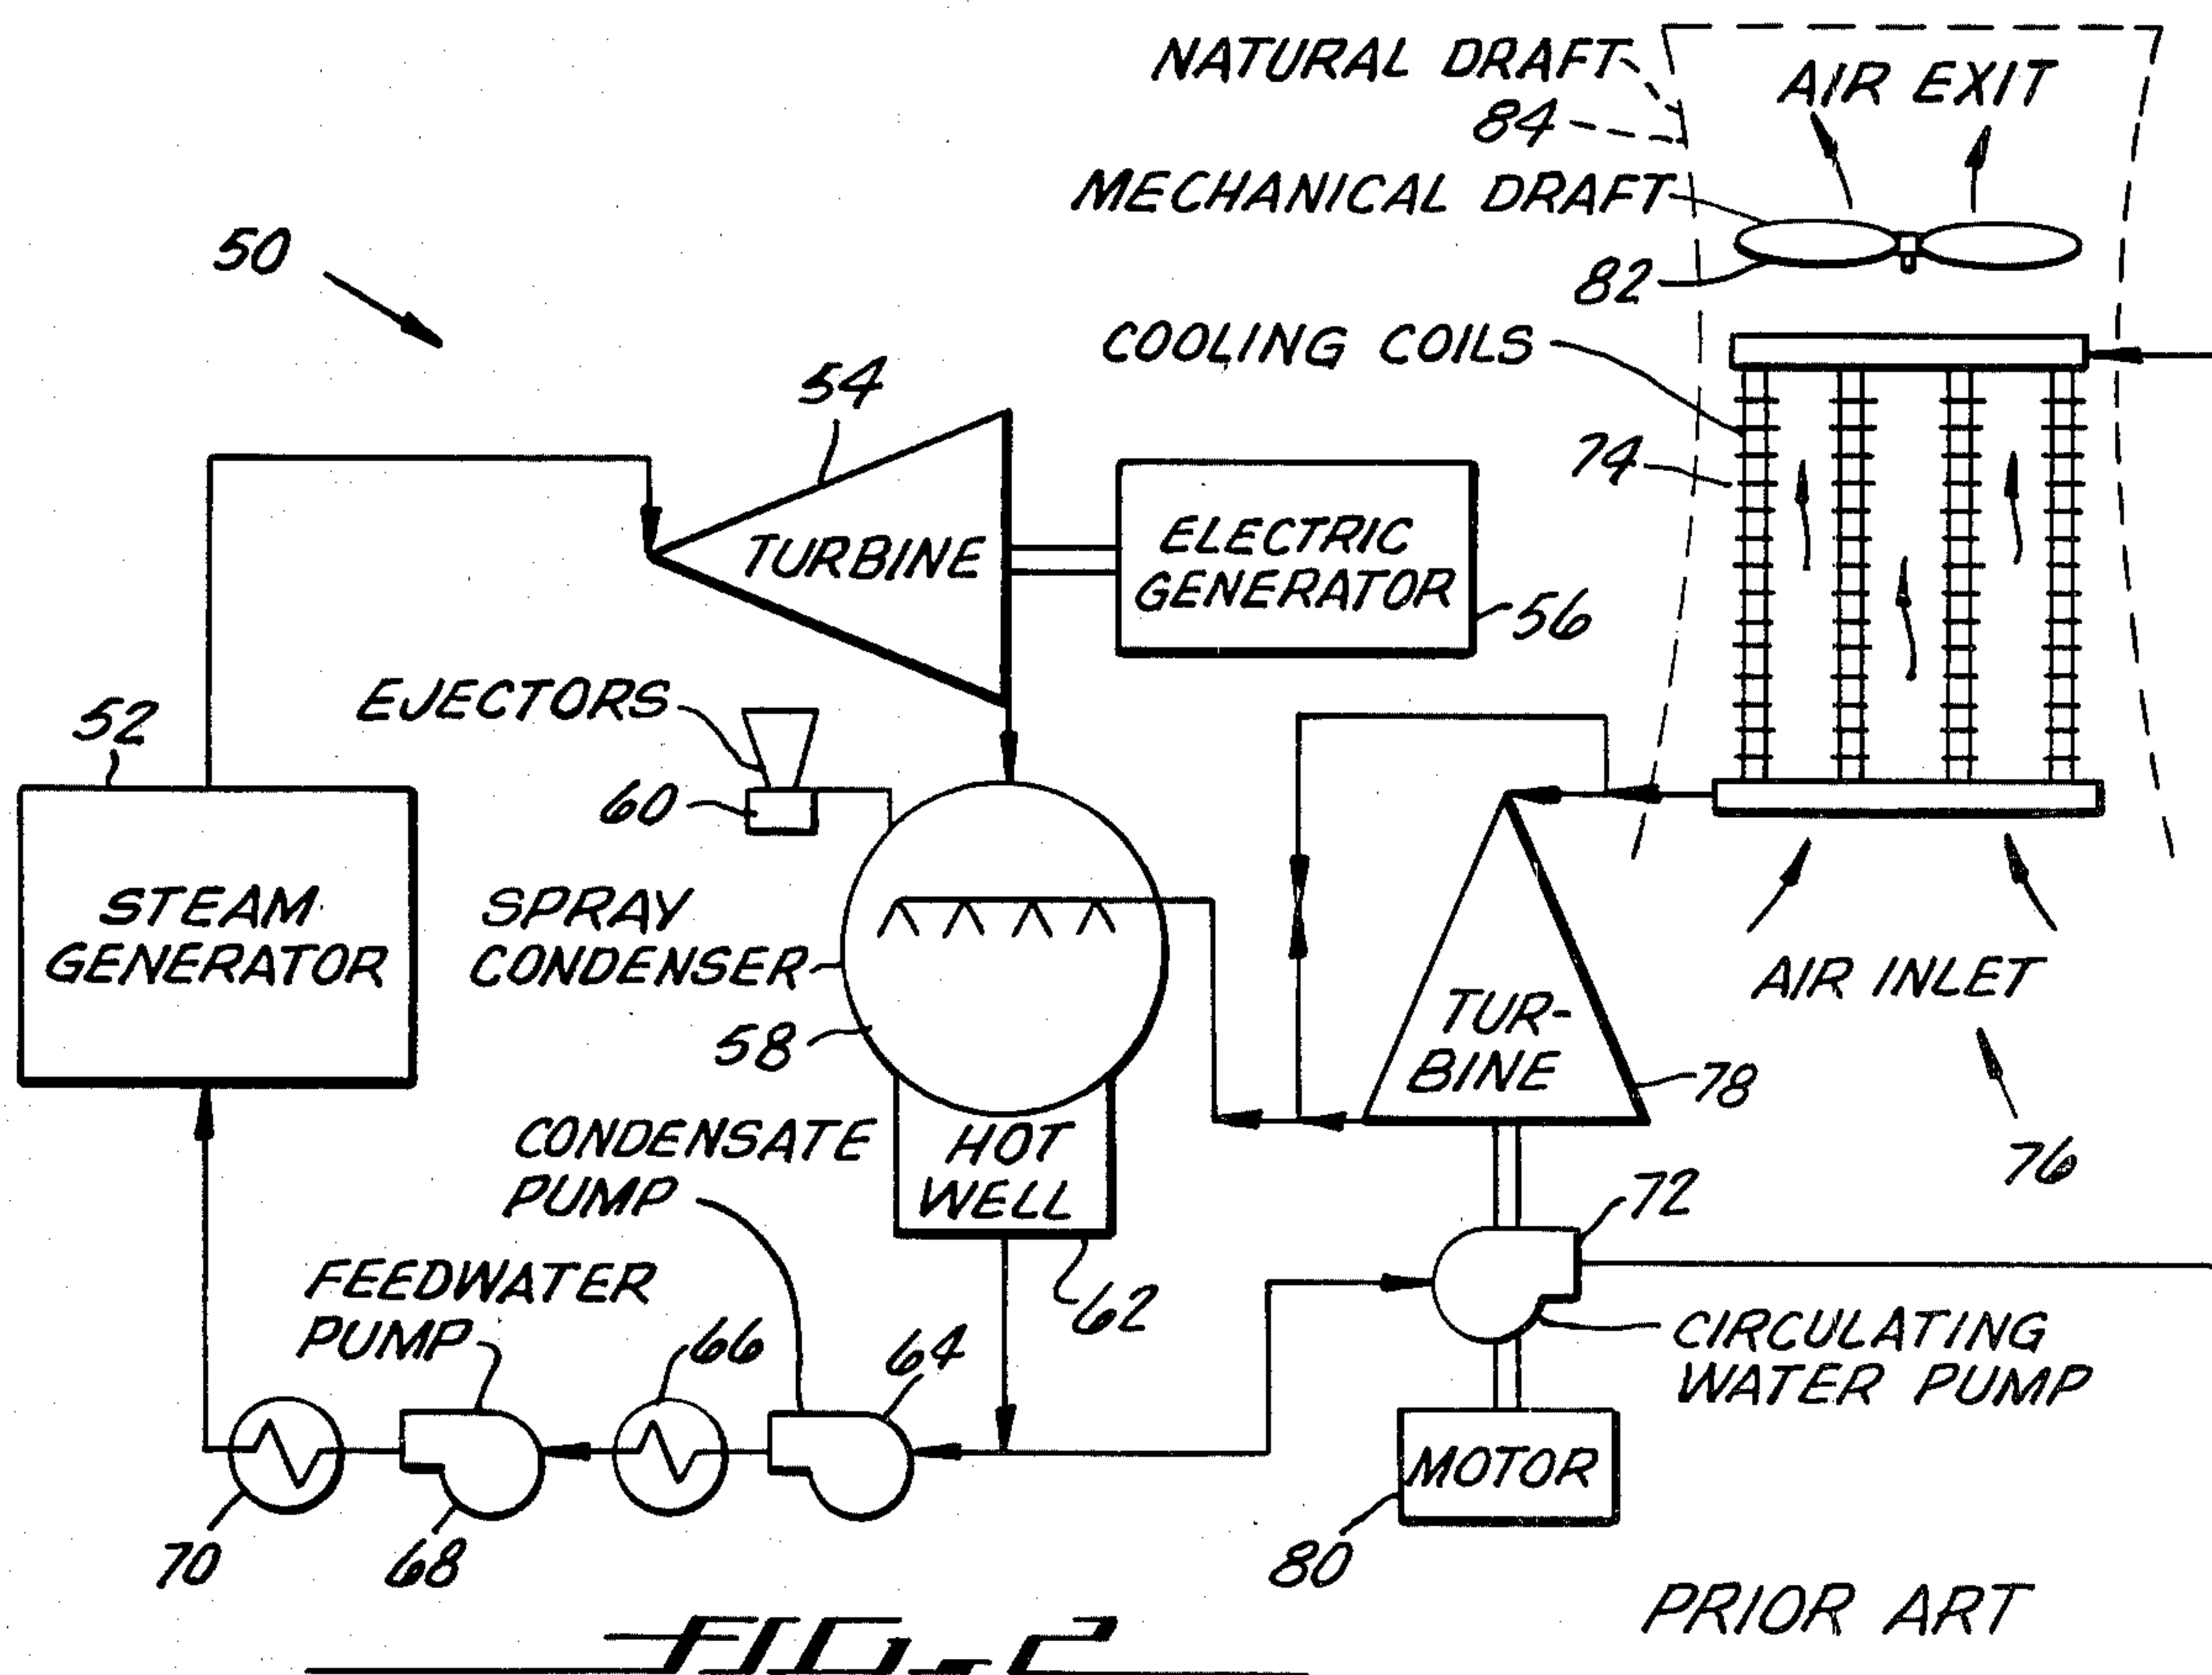 NATURAL DRAFT
84
AIR EXIT
MECHANICAL DRAFT
82
50
COOLING COILS
54
74
TURBINE
ELECTRIC
GENERATOR
56
EJECTORS
60
52
STEAM
GENERATOR
SPRAY
CONDENSER
58
AIR INLET
76
TUR-
BINE
78
CONDENSATE
PUMP
HOT
WELL
62
72
FEEDWATER
PUMP
66
64
CIRCULATING
WATER PUMP
MOTOR
80
70
68
PRIOR ART
FIG. 2